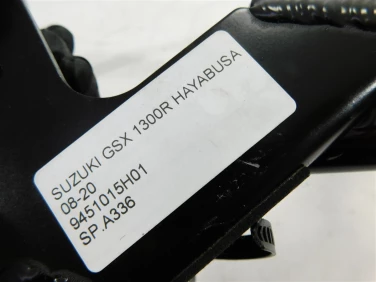 SUZUKI GSX 1300R HAYABUSA
08-20
9451015H01
SP.A336